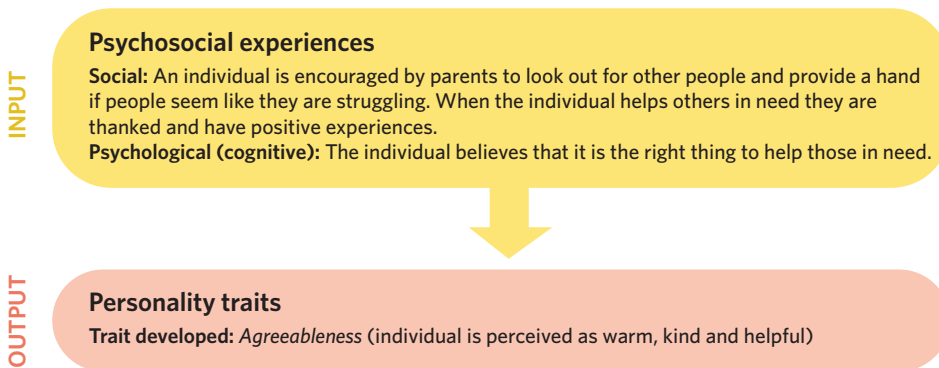 INPUT
Psychosocial experiences
Social: An individual is encouraged by parents to look out for other people and provide a hand
if people seem like they are struggling. When the individual helps others in need they are
thanked and have positive experiences.
Psychological (cognitive): The individual believes that it is the right thing to help those in need.
OUTPUT
Personality traits
Trait developed: Agreeableness (individual is perceived as warm, kind and helpful)